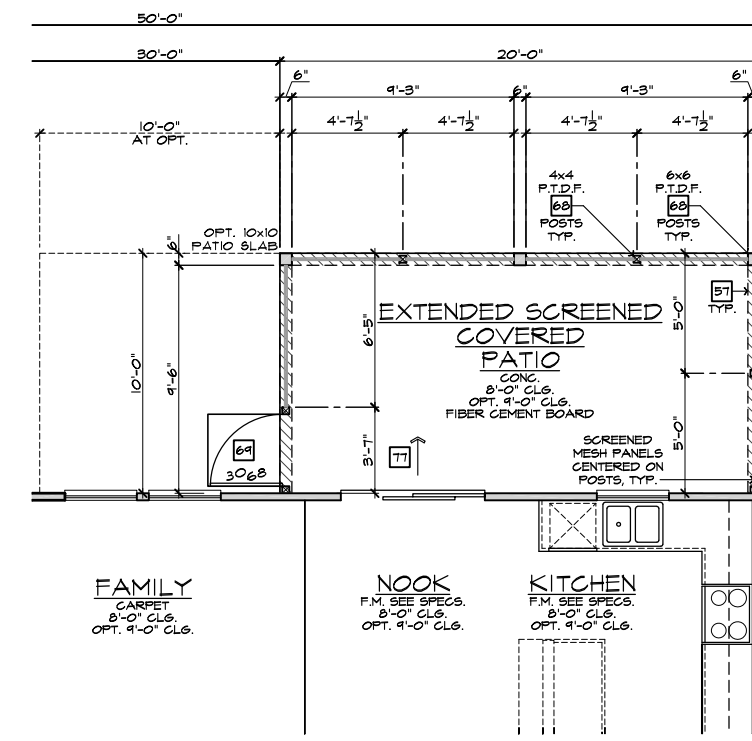 50'-0"
30'-0"
20'-0"
6"
6"
9'-3"
6"
9'-3"
4'-7½"
4'-7½"
4'-7½"
4'-7½"
10'-0"
AT OPT.
4x4
P.T.D.F.
68
POSTS
TYP.
6x6
P.T.D.F.
68
POSTS
TYP.
OPT. 10x10
PATIO SLAB
6"
10'-0"
9'-6"
6'-5"
3'-7"
5'-0"
5'-0"
57
TYP.
EXTENDED SCREENED
COVERED
PATIO
CONC.
8'-0" CLG.
OPT. 9'-0" CLG.
FIBER CEMENT BOARD
69
3068
77
SCREENED
MESH PANELS
CENTERED ON
POSTS, TYP.
FAMILY
CARPET
8'-0" CLG.
OPT. 9'-0" CLG.
NOOK
F.M. SEE SPECS.
8'-0" CLG.
OPT. 9'-0" CLG.
KITCHEN
F.M. SEE SPECS.
8'-0" CLG.
OPT. 9'-0" CLG.